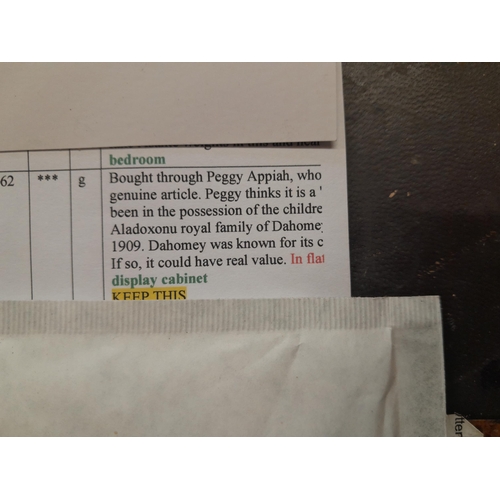 bedroom
62 *** g Bought through Peggy Appiah, who
genuine article. Peggy thinks it is a '
been in the possession of the childre
Aladoxonu royal family of Dahome
1909. Dahomey was known for its c
If so, it could have real value. In flat
display cabinet
KEEP THIS
tter